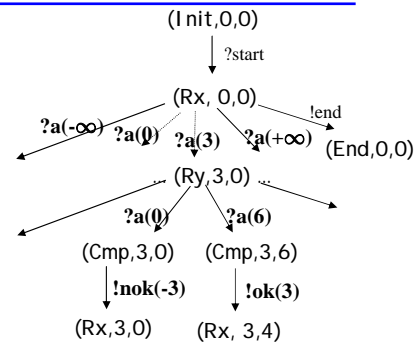 (Init,0,0)
?start
(Rx, 0,0)
!end
?a(-∞) ?a(0) ?a(3) ?a(+∞)
(End,0,0)
... (Ry,3,0) ...
?a(0) ?a(6)
(Cmp,3,0) (Cmp,3,6)
!nok(-3) !ok(3)
(Rx,3,0) (Rx, 3,4)